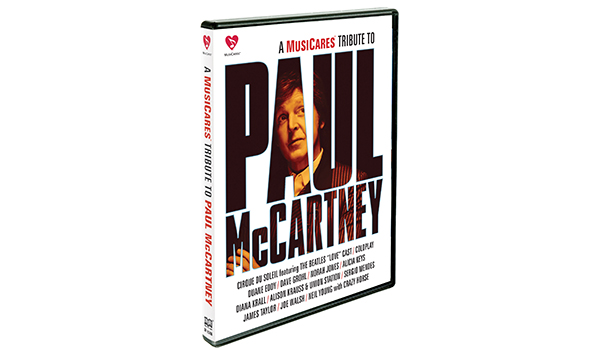 MUSICARES
A MUSICARES TRIBUTE TO PAUL McCARTNEY
A MUSICARES TRIBUTE TO
PAUL
McCARTNEY
CIRQUE DU SOLEIL featuring THE BEATLES "LOVE" CAST / COLDPLAY
DUANE EDDY / DAVE GROHL / NORAH JONES / ALICIA KEYS
DIANA KRALL / ALISON KRAUSS & UNION STATION / SERGIO MENDES
JAMES TAYLOR / JOE WALSH / NEIL YOUNG with CRAZY HORSE